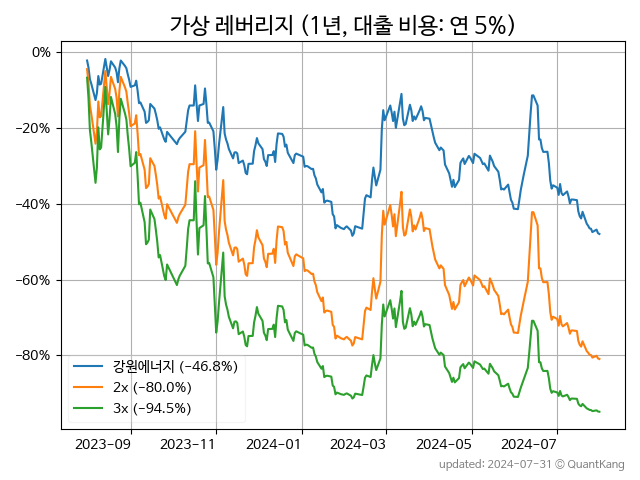 가상 레버리지 (1년, 대출 비용: 연 5%)
0%
−20%
−40%
−60%
−80%
강원에너지 (−46.8%)
2x (−80.0%)
3x (−94.5%)
2023−09 2023−11 2024−01 2024−03 2024−05 2024−07
updated: 2024-07-31 © QuantKang